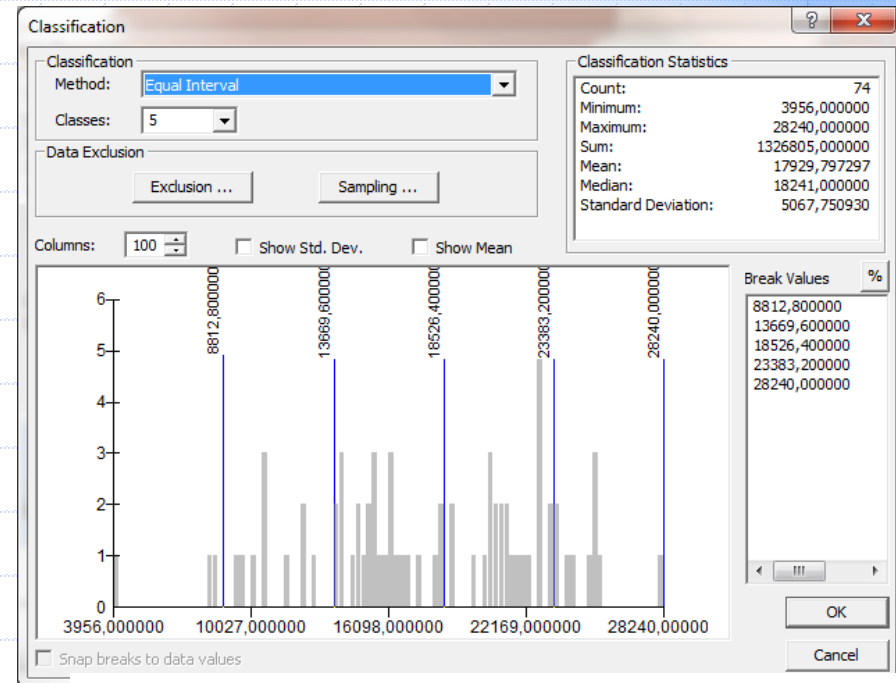 Classification
Classification
Method: Equal Interval
Classes: 5
Data Exclusion
Exclusion ...
Sampling ...
Classification Statistics
Count: 74
Minimum: 3956,000000
Maximum: 28240,000000
Sum: 1326805,000000
Mean: 17929,797297
Median: 18241,000000
Standard Deviation: 5067,750930
Columns: 100
Show Std. Dev.
Show Mean
Break Values
%
8812,800000
13669,600000
18526,400000
23383,200000
28240,000000
8812,800000
13669,600000
18526,400000
23383,200000
28240,000000
6
5
4
3
2
1
0
3956,000000 10027,000000 16098,000000 22169,000000 28240,00000
Snap breaks to data values
OK
Cancel